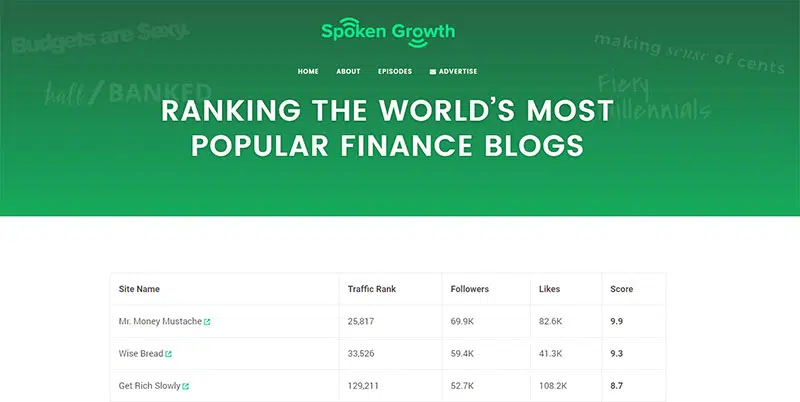 Spoken Growth
Budgets are Sexy.
making sense of cents
HOME ABOUT EPISODES ADVERTISE
half/BANKED
Fiery
Millennials
RANKING THE WORLD'S MOST
POPULAR FINANCE BLOGS
Site Name Traffic Rank Followers Likes Score
Mr. Money Mustache 25,817 69.9K 82.6K 9.9
Wise Bread 33,526 59.4K 41.3K 9.3
Get Rich Slowly 129,211 52.7K 108.2K 8.7